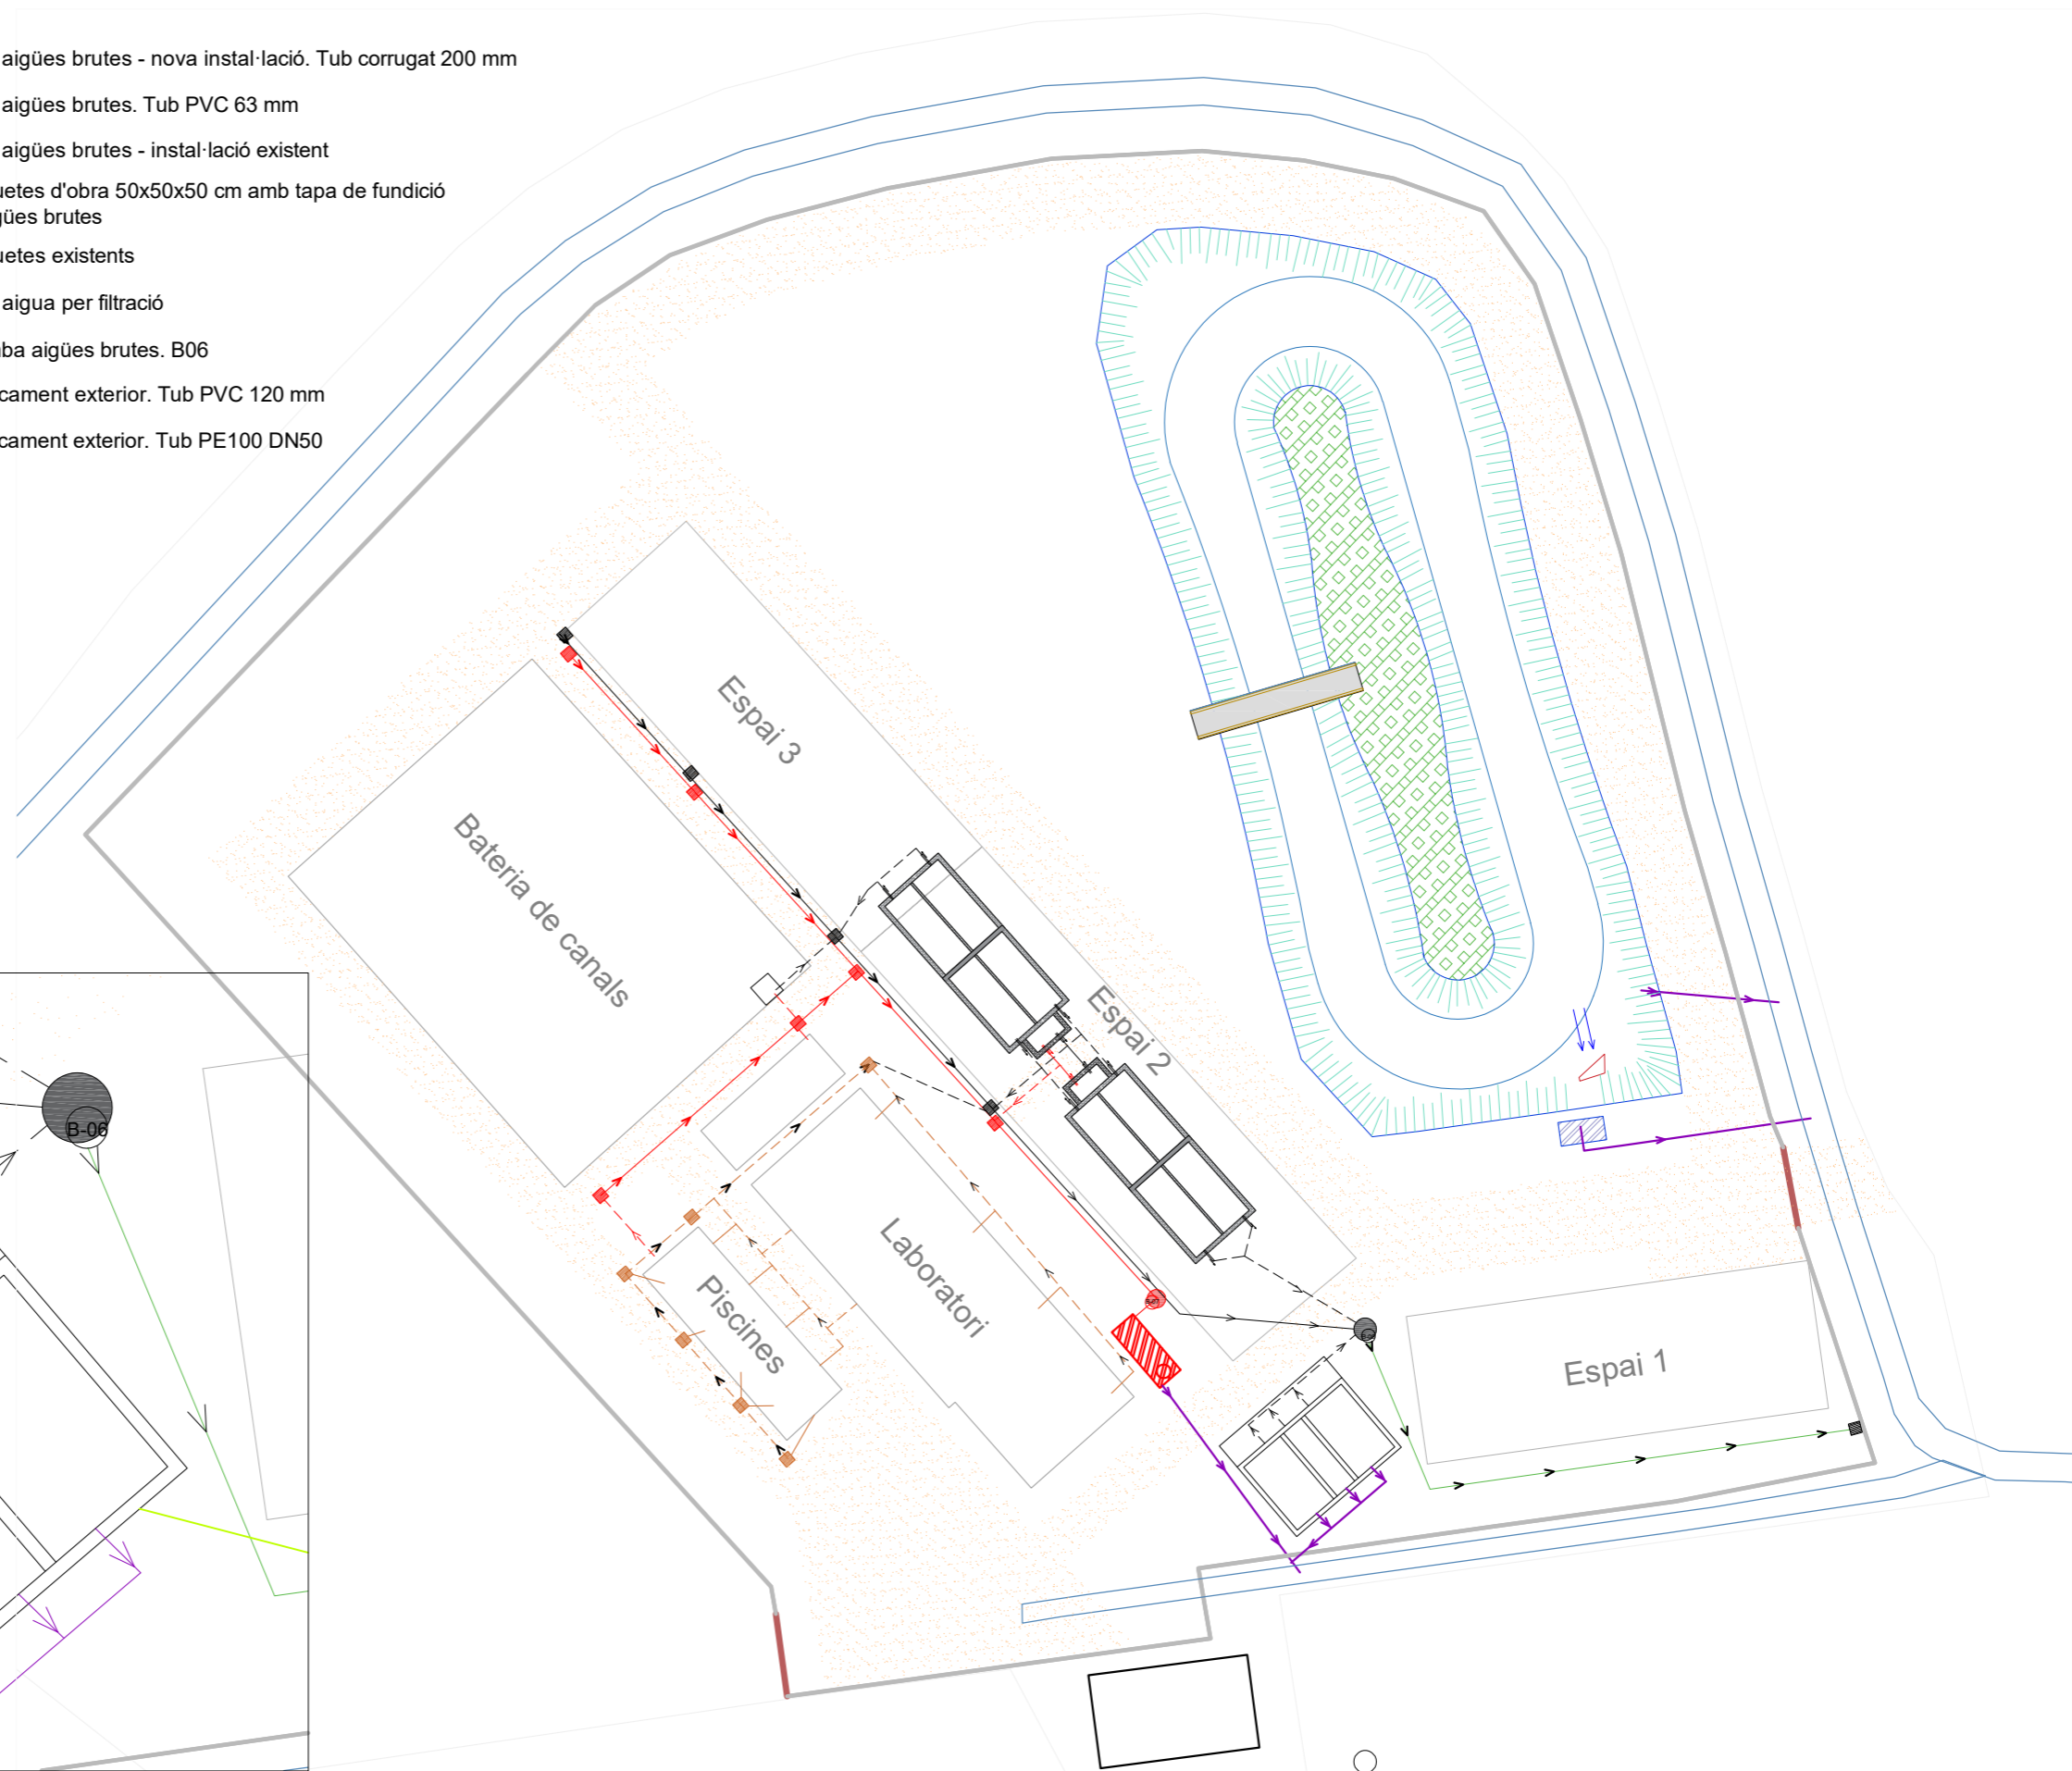 aigües brutes - nova instal·lació. Tub corrugat 200 mm
aigües brutes. Tub PVC 63 mm
aigües brutes - instal·lació existent
uetes d'obra 50x50x50 cm amb tapa de fundició
gües brutes
uetes existents
aigua per filtració
ba aigües brutes. B06
cament exterior. Tub PVC 120 mm
cament exterior. Tub PE100 DN50
Espai 3
Bateria de canals
Espai 2
Laboratori
Piscines
Espai 1
B-06